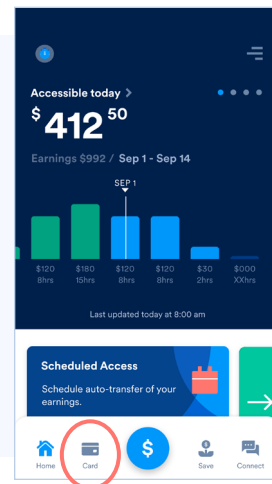 Accessible today >
$412 50
Earnings $992 / Sep 1 - Sep 14
SEP 1
$120 $180 $120 $120 $30 $000
8hrs 15hrs 8hrs 8hrs 2hrs XXhrs
Last updated today at 8:00 am
Scheduled Access
Schedule auto-transfer of your
earnings.
$
Home Card Save Connect